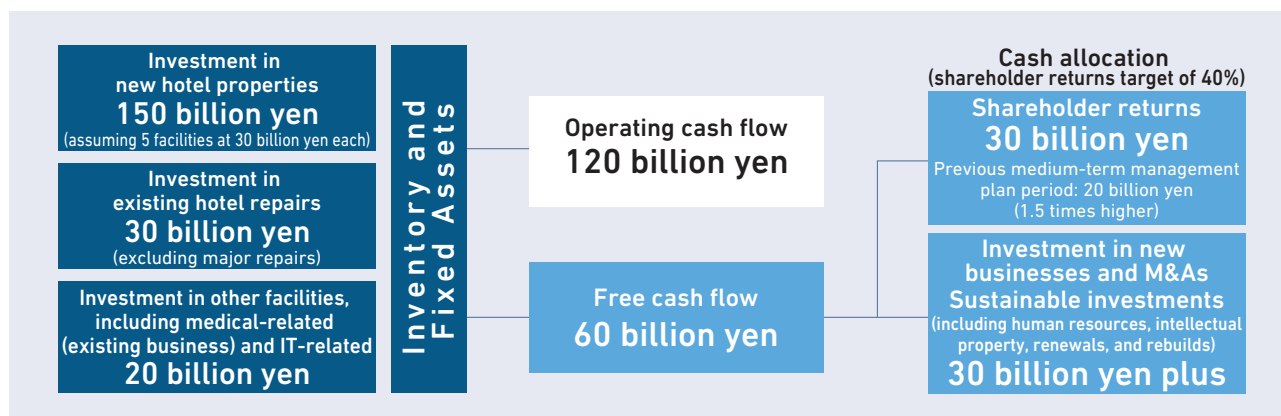 Investment in
new hotel properties
150 billion yen
(assuming 5 facilities at 30 billion yen each)
Investment in
existing hotel repairs
30 billion yen
(excluding major repairs)
Investment in other facilities,
including medical-related
(existing business) and IT-related
20 billion yen
Inventory and
Fixed Assets
Operating cash flow
120 billion yen
Free cash flow
60 billion yen
Cash allocation
(shareholder returns target of 40%)
Shareholder returns
30 billion yen
Previous medium-term management
plan period: 20 billion yen
(1.5 times higher)
Investment in new
businesses and M&As
Sustainable investments
(including human resources, intellectual
property, renewals, and rebuilds)
30 billion yen plus